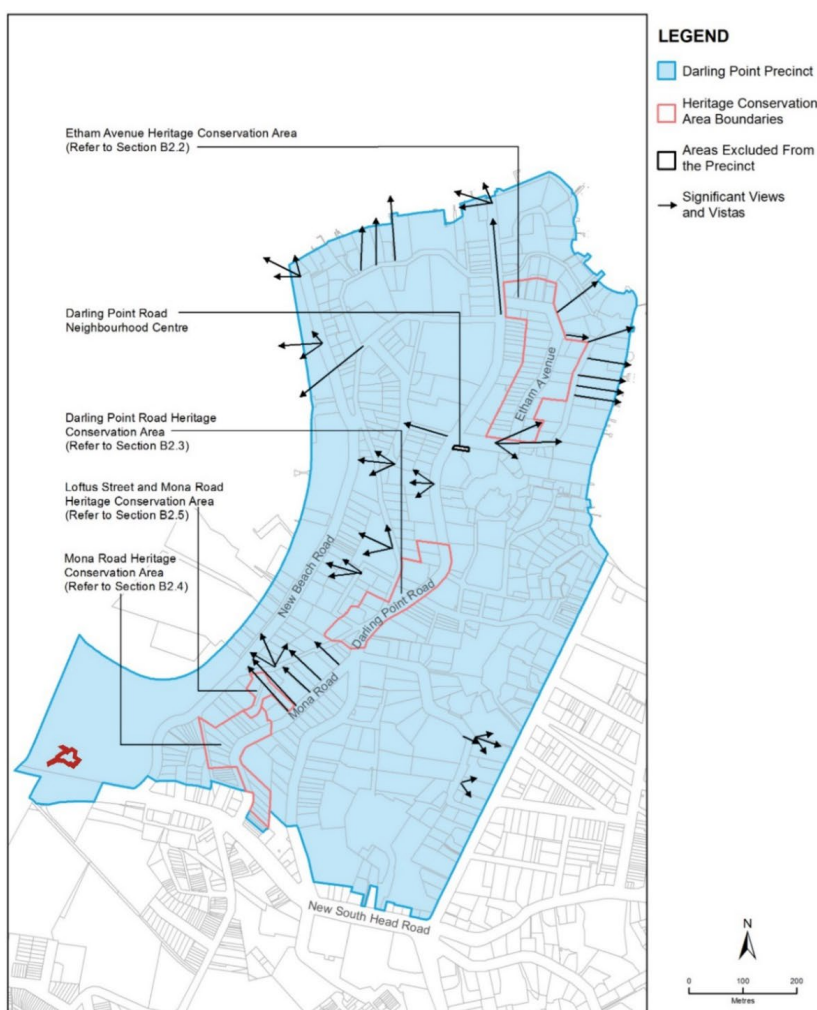 LEGEND
Darling Point Precinct
Heritage Conservation
Area Boundaries
Areas Excluded From
the Precinct
Significant Views
and Vistas
Etham Avenue Heritage Conservation Area
(Refer to Section B2.2)
Darling Point Road
Neighbourhood Centre
Darling Point Road Heritage
Conservation Area
(Refer to Section B2.3)
Loftus Street and Mona Road
Heritage Conservation Area
(Refer to Section B2.5)
Mona Road Heritage
Conservation Area
(Refer to Section B2.4)
Etham Avenue
New Beach Road
Darling Point Road
Mona Road
New South Head Road
N
0 100 200
Metres